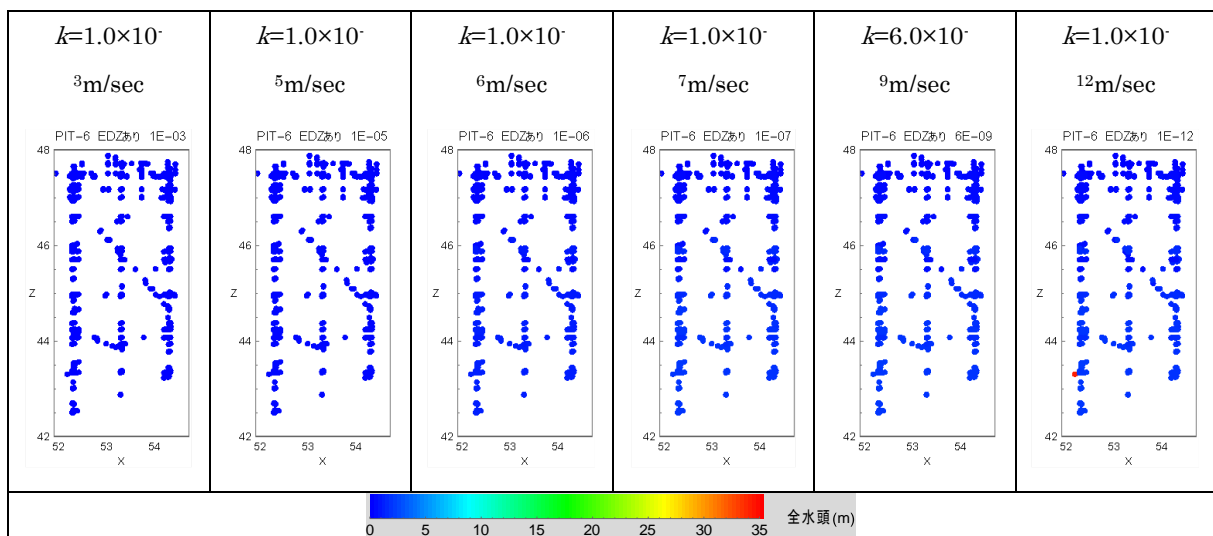 k=1.0×10-
3m/sec
k=1.0×10-
5m/sec
k=1.0×10-
6m/sec
k=1.0×10-
7m/sec
k=6.0×10-
9m/sec
k=1.0×10-
12m/sec
PIT-6 EDZあり 1E-03
48
46
Z
44
42
52 53 54
X
PIT-6 EDZあり 1E-05
48
46
Z
44
42
52 53 54
X
PIT-6 EDZあり 1E-06
48
46
Z
44
42
52 53 54
X
PIT-6 EDZあり 1E-07
48
46
Z
44
42
52 53 54
X
PIT-6 EDZあり 6E-09
48
46
Z
44
42
52 53 54
X
PIT-6 EDZあり 1E-12
48
46
Z
44
42
52 53 54
X
0 5 10 15 20 25 30 35 全水頭(m)